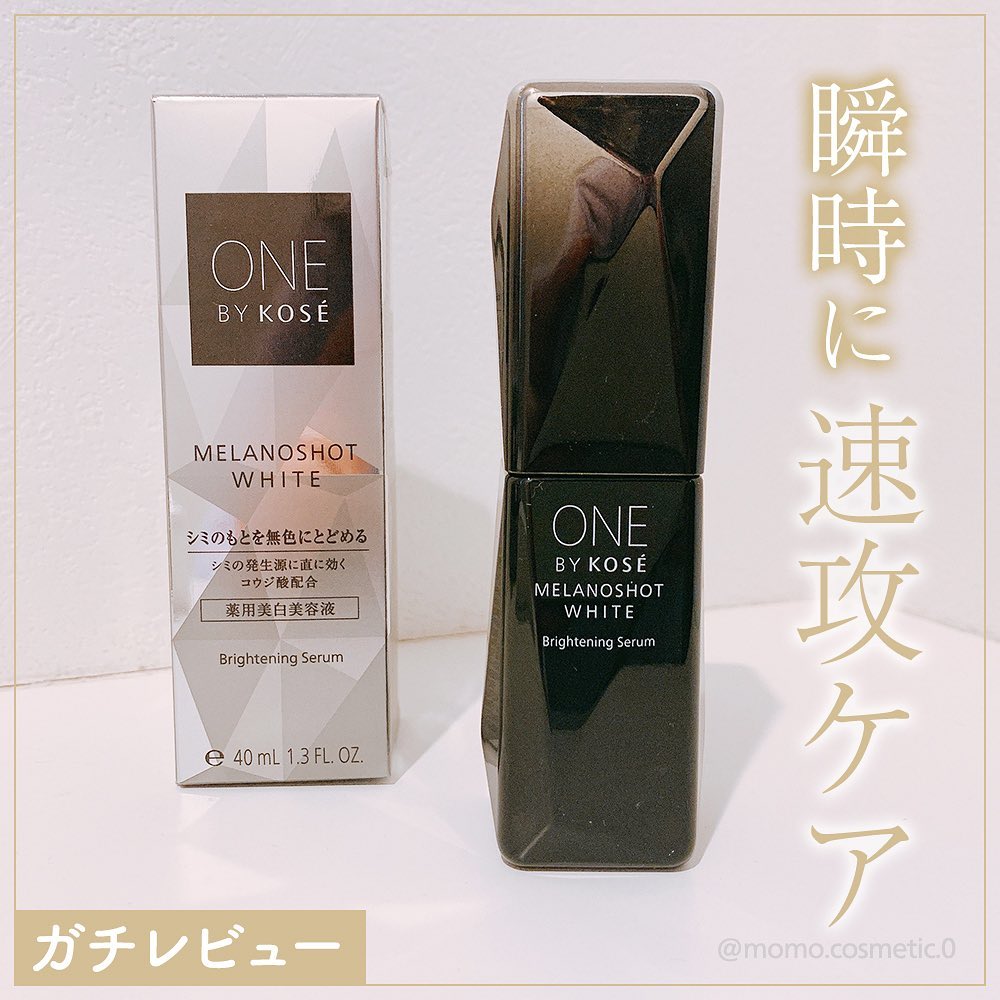 瞬時に
速攻ケア
ONE
BY KOSÉ
MELANOSHOT
WHITE
シミのもとを無色にとどめる
シミの発生源に直に効く
コウジ酸配合
薬用美白美容液
Brightening Serum
℮ 40 mL 1.3 FL. OZ.
ONE
BY KOSÉ
MELANOSHOT
WHITE
Brightening Serum
ガチレビュー
@momo.cosmetic.0